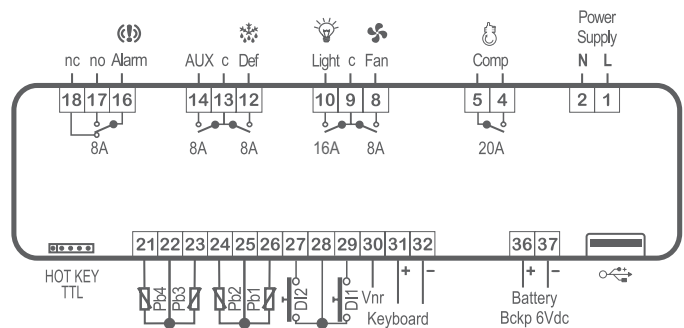 Power
Supply
nc no Alarm AUX c Def Light c Fan Comp N L
18 17 16 14 13 12 10 9 8 5 4 2 1
8A 8A 8A 16A 8A 20A
21 22 23 24 25 26 27 28 29 30 31 32 36 37
HOT KEY
TTL
Pb4 Pb3 Pb2 Pb1 DI2 DI1
Vnr + − + −
Keyboard
Battery
Bckp 6Vdc